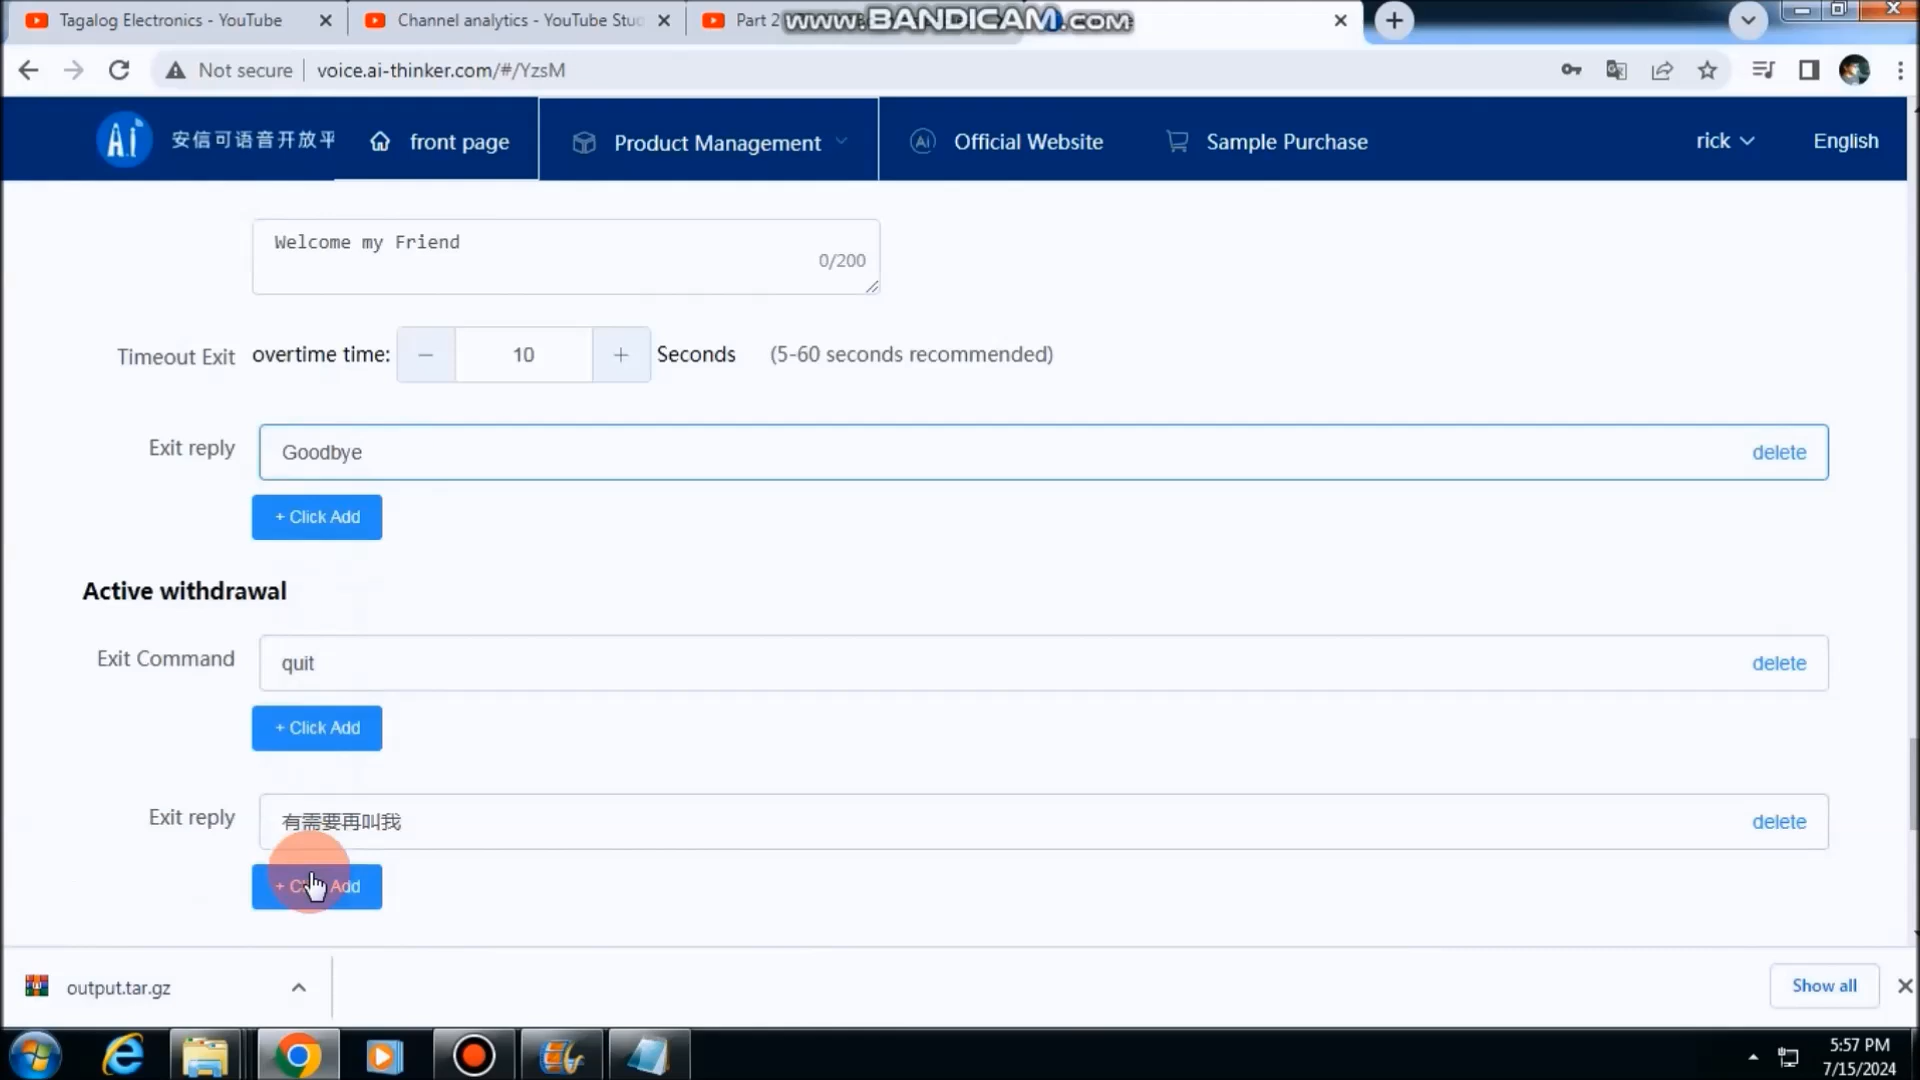 Tagalog Electronics - YouTube
Channel analytics - YouTube Stud
Part 2
www.BANDICAM.com
Not secure
voice.ai-thinker.com/#/YzsM
安信可语音开放平
front page
Product Management
Official Website
Sample Purchase
rick
English
Welcome my Friend
0/200
Timeout Exit
overtime time:
10
Seconds
(5-60 seconds recommended)
Exit reply
Goodbye
delete
+ Click Add
Active withdrawal
Exit Command
quit
delete
+ Click Add
Exit reply
有需要再叫我
delete
+ Click Add
output.tar.gz
Show all
5:57 PM
7/15/2024